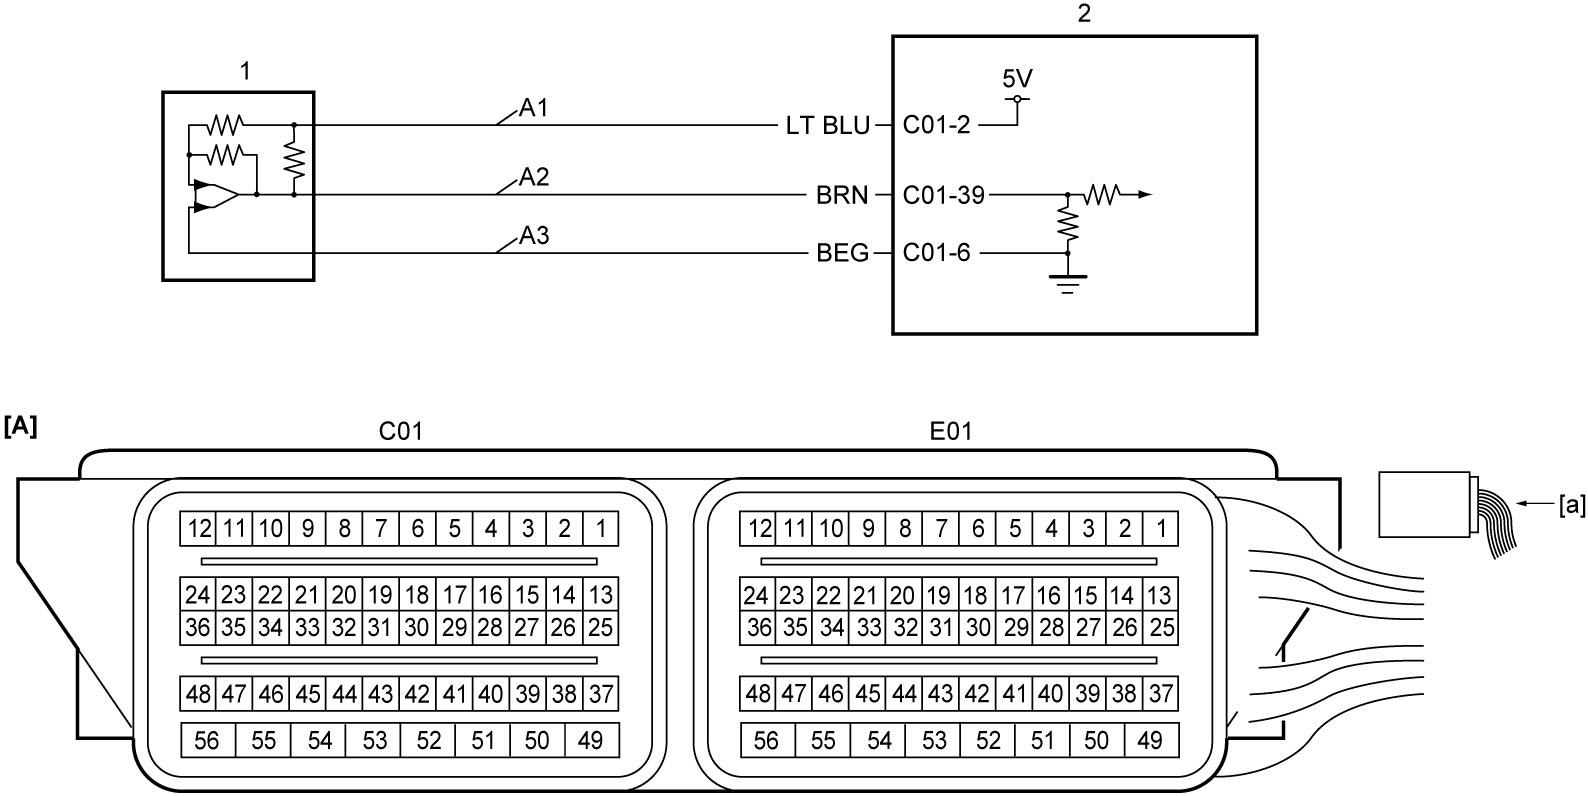 2
1
5V
A1
LT BLU
C01-2
A2
BRN
C01-39
A3
BEG
C01-6
[A]
C01
E01
12 11 10 9 8 7 6 5 4 3 2 1
12 11 10 9 8 7 6 5 4 3 2 1
[a]
24 23 22 21 20 19 18 17 16 15 14 13
24 23 22 21 20 19 18 17 16 15 14 13
36 35 34 33 32 31 30 29 28 27 26 25
36 35 34 33 32 31 30 29 28 27 26 25
48 47 46 45 44 43 42 41 40 39 38 37
48 47 46 45 44 43 42 41 40 39 38 37
56 55 54 53 52 51 50 49
56 55 54 53 52 51 50 49